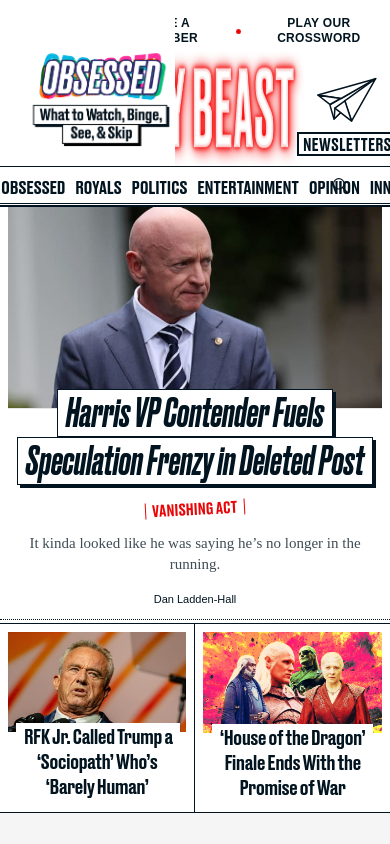 E A
BER
PLAY OUR
CROSSWORD
OBSESSED
What to Watch, Binge,
See, & Skip
Y BEAST
NEWSLETTERS
OBSESSED ROYALS POLITICS ENTERTAINMENT OPINION INN
Harris VP Contender Fuels
Speculation Frenzy in Deleted Post
VANISHING ACT
It kinda looked like he was saying he’s no longer in the
running.
Dan Ladden-Hall
RFK Jr. Called Trump a
‘Sociopath’ Who’s
‘Barely Human’
‘House of the Dragon’
Finale Ends With the
Promise of War